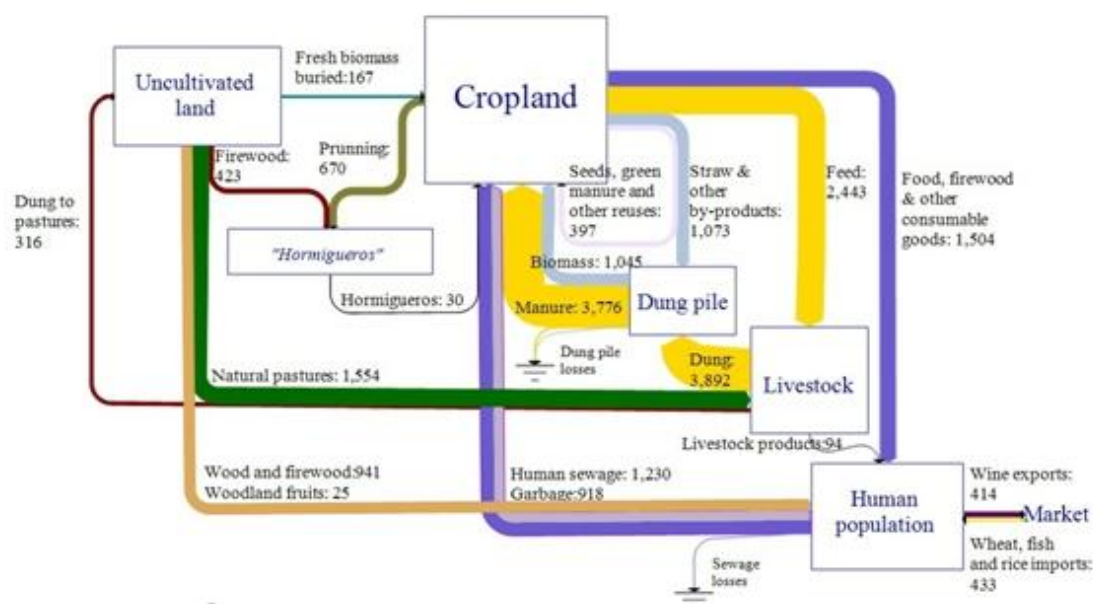 Fresh biomass
buried:167
Uncultivated
land
Cropland
Firewood:
423
Prunning:
670
Seeds, green
manure and
other reuses:
397
Straw &
other
by-products:
1,073
Feed:
2,443
Food, firewood
& other
consumable
goods: 1,504
Dung to
pastures:
316
"Hormigueros"
Hormigueros: 30
Biomass: 1,045
Manure: 3,776
Dung pile
Dung pile
losses
Dung:
3,892
Natural pastures: 1,554
Livestock
Livestock products:94
Wood and firewood:941
Woodland fruits: 25
Human sewage: 1,230
Garbage:918
Human
population
Wine exports:
414
Market
Wheat, fish
and rice imports:
433
Sewage
losses